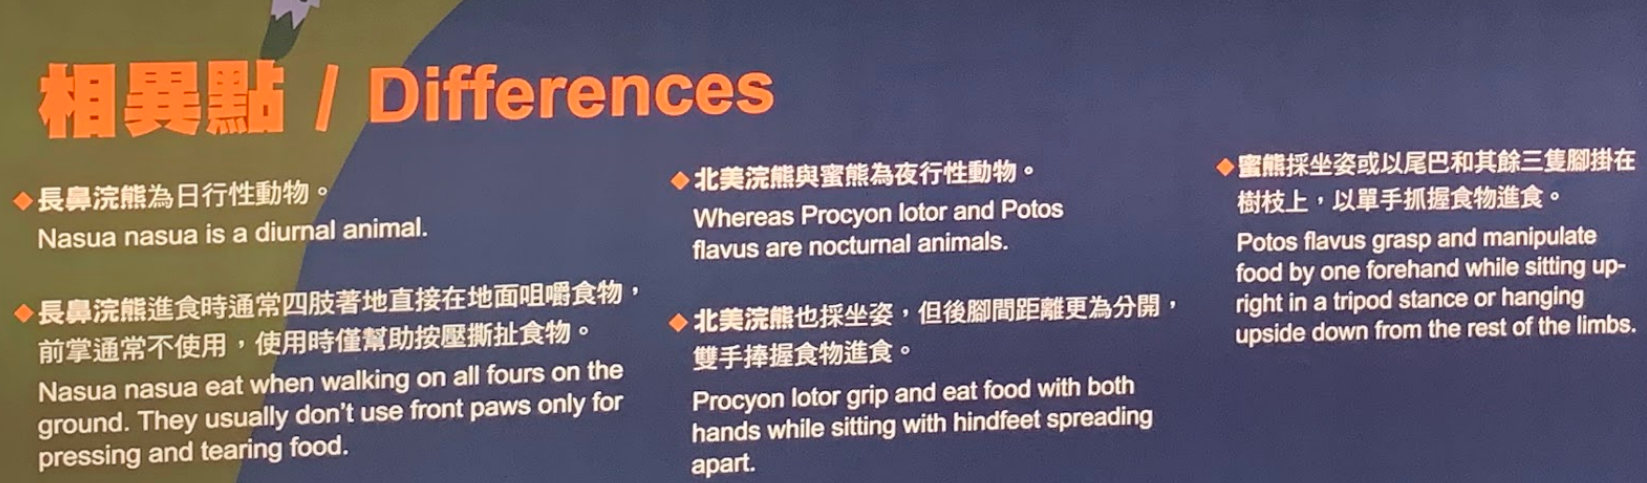 相異點 / Differences
◆長鼻浣熊為日行性動物。
Nasua nasua is a diurnal animal.
◆長鼻浣熊進食時通常四肢著地直接在地面咀嚼食物，
前掌通常不使用，使用時僅幫助按壓撕扯食物。
Nasua nasua eat when walking on all fours on the
ground. They usually don't use front paws only for
pressing and tearing food.
◆北美浣熊與蜜熊為夜行性動物。
Whereas Procyon lotor and Potos
flavus are nocturnal animals.
◆北美浣熊也採坐姿，但後腳間距離更為分開，
雙手捧握食物進食。
Procyon lotor grip and eat food with both
hands while sitting with hindfeet spreading
apart.
◆蜜熊採坐姿或以尾巴和其餘三隻腳掛在
樹枝上，以單手抓握食物進食。
Potos flavus grasp and manipulate
food by one forehand while sitting up-
right in a tripod stance or hanging
upside down from the rest of the limbs.